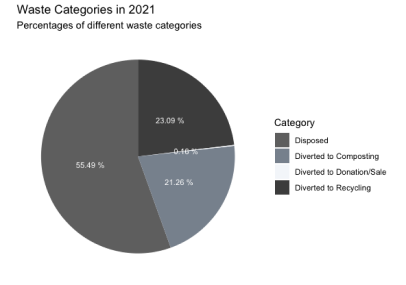 Waste Categories in 2021
Percentages of different waste categories
23.09 %
0.16 %
55.49 %
21.26 %
Category
Disposed
Diverted to Composting
Diverted to Donation/Sale
Diverted to Recycling